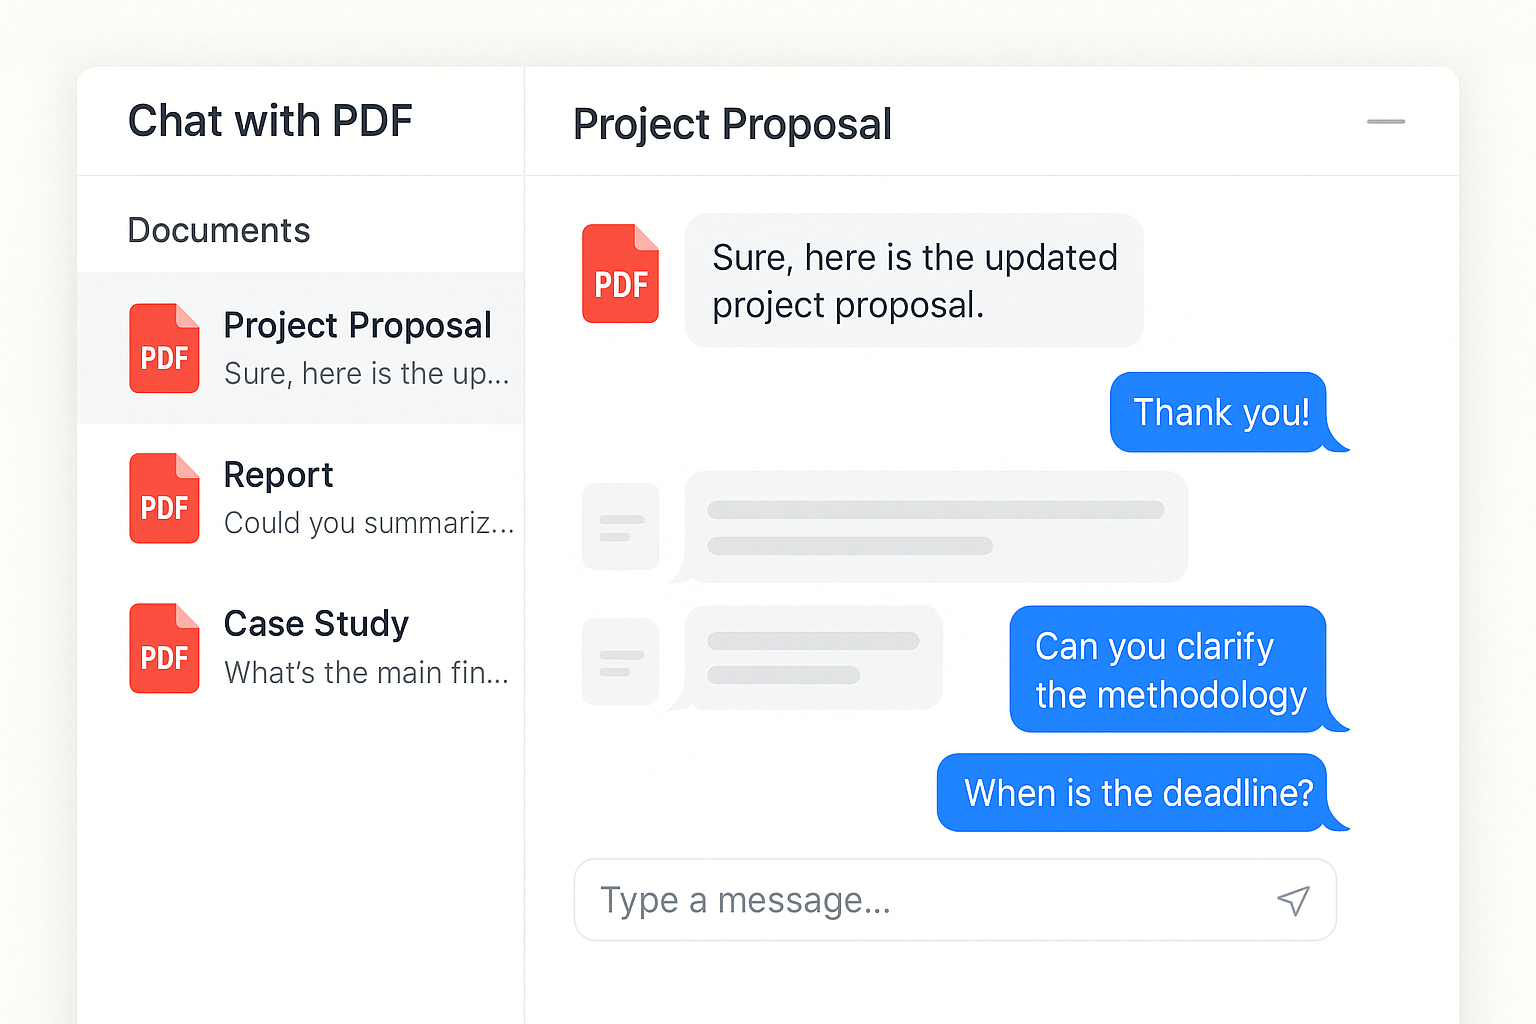 Chat with PDF
Documents
PDF
Project Proposal
Sure, here is the up...
PDF
Report
Could you summariz...
PDF
Case Study
What's the main fin...
Project Proposal
PDF
Sure, here is the updated
project proposal.
Thank you!
Can you clarify
the methodology
When is the deadline?
Type a message...